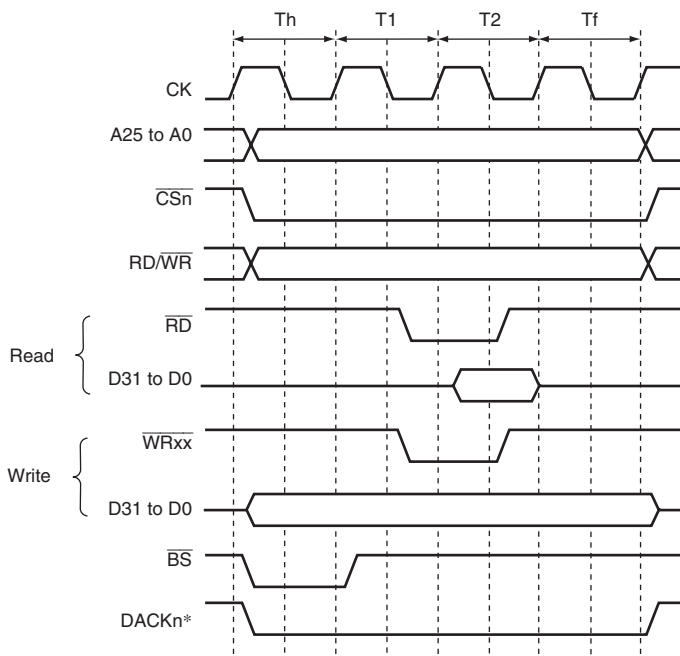 Th T1 T2 Tf
CK
A25 to A0
CSn
RD/WR
Read
RD
D31 to D0
Write
WRxx
D31 to D0
BS
DACKn*